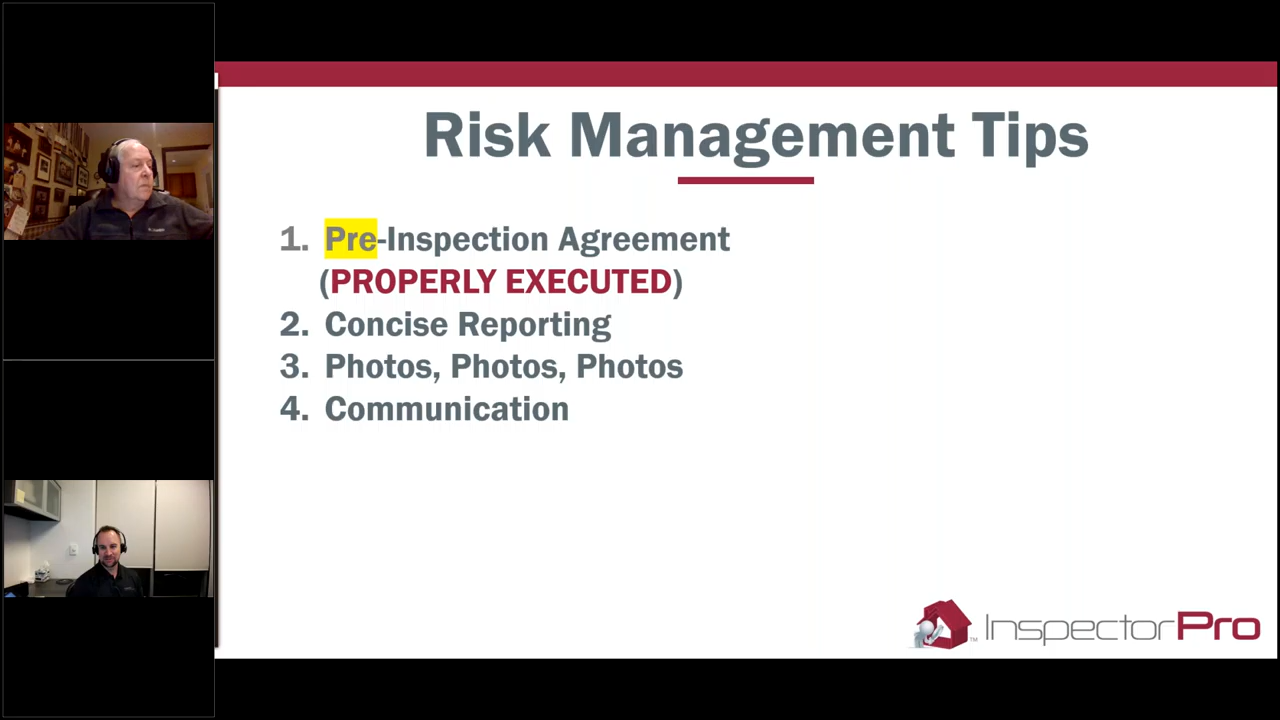 Risk Management Tips
1. Pre-Inspection Agreement
(PROPERLY EXECUTED)
2. Concise Reporting
3. Photos, Photos, Photos
4. Communication
InspectorPro
TM